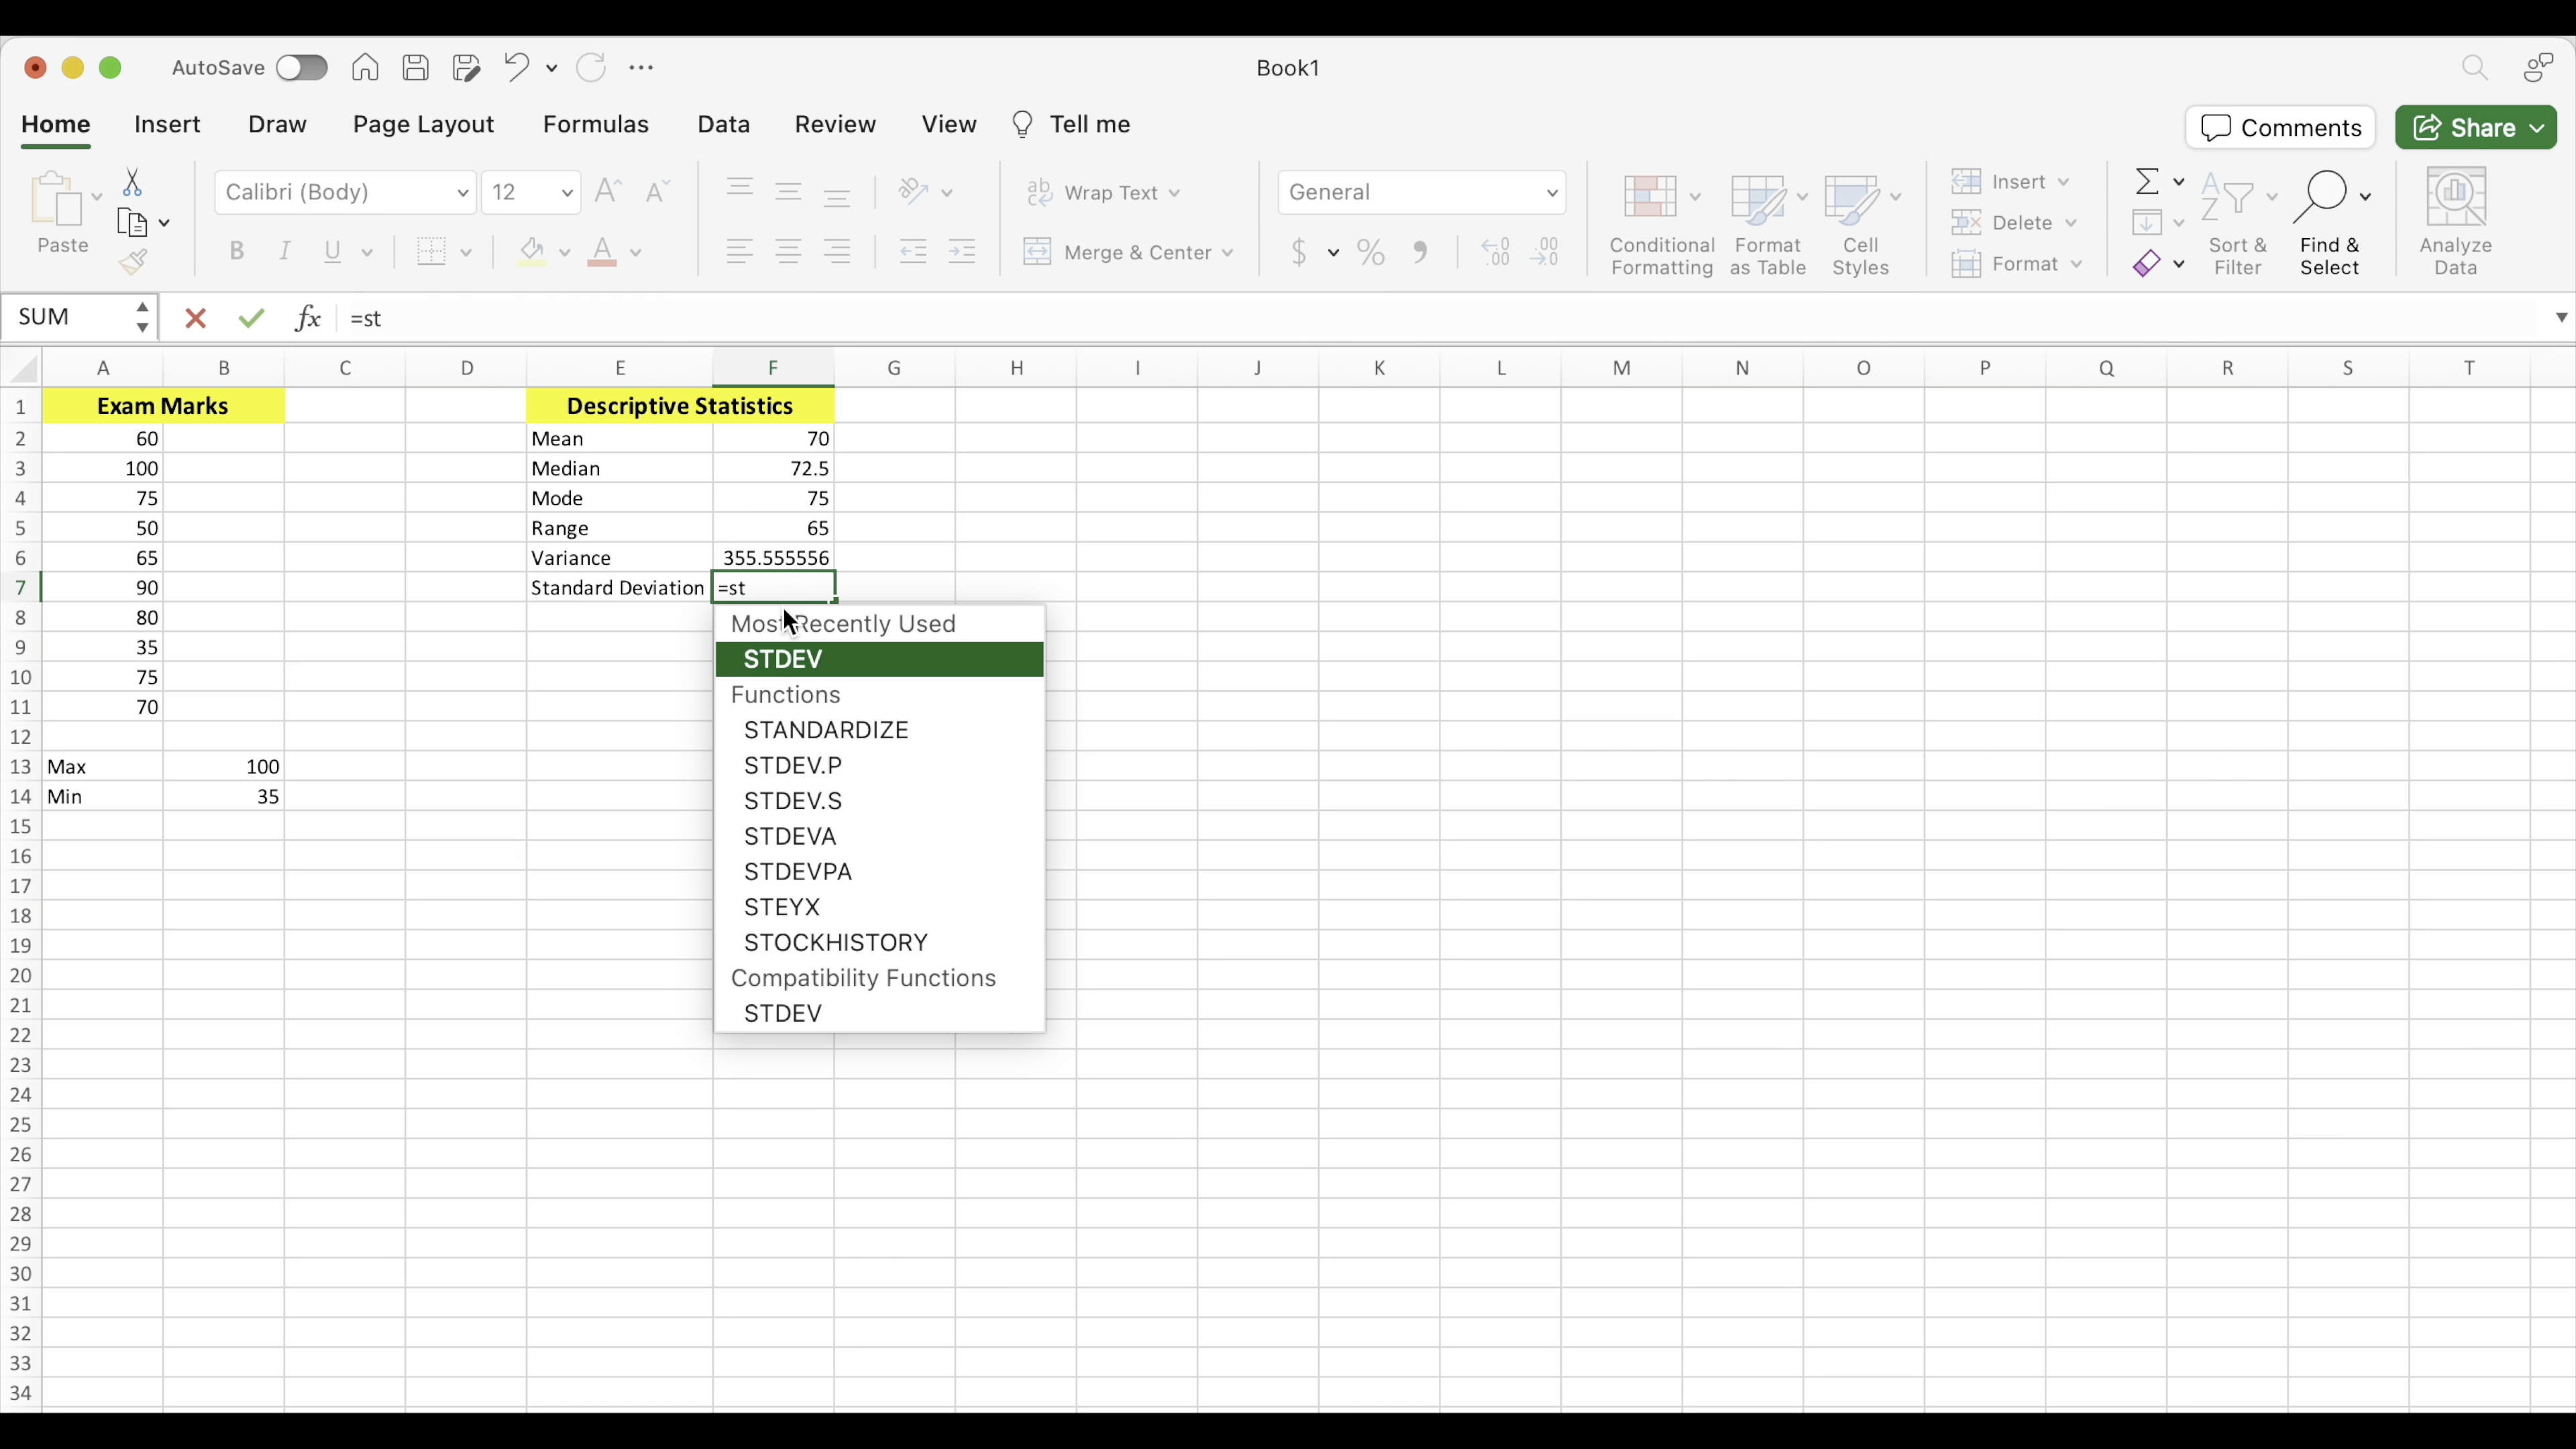 AutoSave
Book1
Home Insert Draw Page Layout Formulas Data Review View Tell me
Comments Share
Paste
Calibri (Body) 12
B I U A
ab
c Wrap Text
Merge & Center
General
$ % 9
.00
Conditional Formatting
Format as Table
Cell Styles
Insert
Delete
Format
Sort & Filter
Find & Select
Analyze Data
SUM fx =st
A B C D E F G H I J K L M N O P Q R S T
1 Exam Marks Descriptive Statistics
2 60 Mean 70
3 100 Median 72.5
4 75 Mode 75
5 50 Range 65
6 65 Variance 355.555556
7 90 Standard Deviation =st
8 80
9 35
10 75
11 70
12
13 Max 100
14 Min 35
15
16
17
18
19
20
21
22
23
24
25
26
27
28
29
30
31
32
33
34
Most Recently Used
STDEV
Functions
STANDARDIZE
STDEV.P
STDEV.S
STDEVA
STDEVPA
STEYX
STOCKHISTORY
Compatibility Functions
STDEV